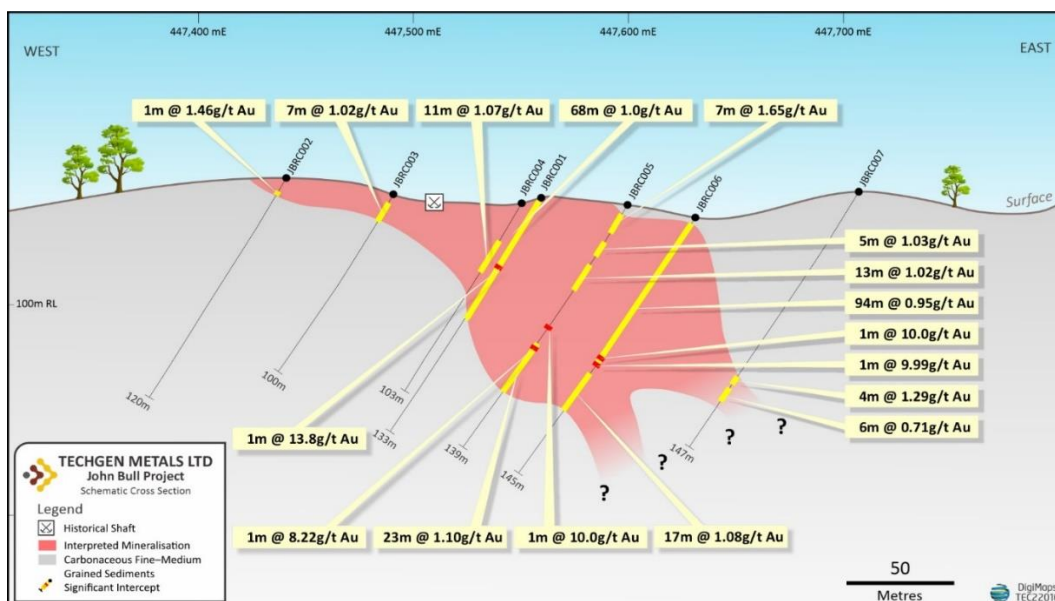 447,400 mE
447,500 mE
447,600 mE
447,700 mE
WEST
EAST
1m @ 1.46g/t Au
7m @ 1.02g/t Au
11m @ 1.07g/t Au
68m @ 1.0g/t Au
7m @ 1.65g/t Au
JBRC002
JBRC003
JBRC004
JBRC001
JBRC005
JBRC006
JBRC007
Surface
5m @ 1.03g/t Au
13m @ 1.02g/t Au
100m RL
94m @ 0.95g/t Au
1m @ 10.0g/t Au
1m @ 9.99g/t Au
4m @ 1.29g/t Au
6m @ 0.71g/t Au
120m
100m
103m
133m
139m
145m
147m
?
?
?
?
1m @ 13.8g/t Au
1m @ 8.22g/t Au
23m @ 1.10g/t Au
1m @ 10.0g/t Au
17m @ 1.08g/t Au
TECHGEN METALS LTD
John Bull Project
Schematic Cross Section
Legend
Historical Shaft
Interpreted Mineralisation
Carbonaceous Fine–Medium
Grained Sediments
Significant Intercept
50
Metres
DigiMaps